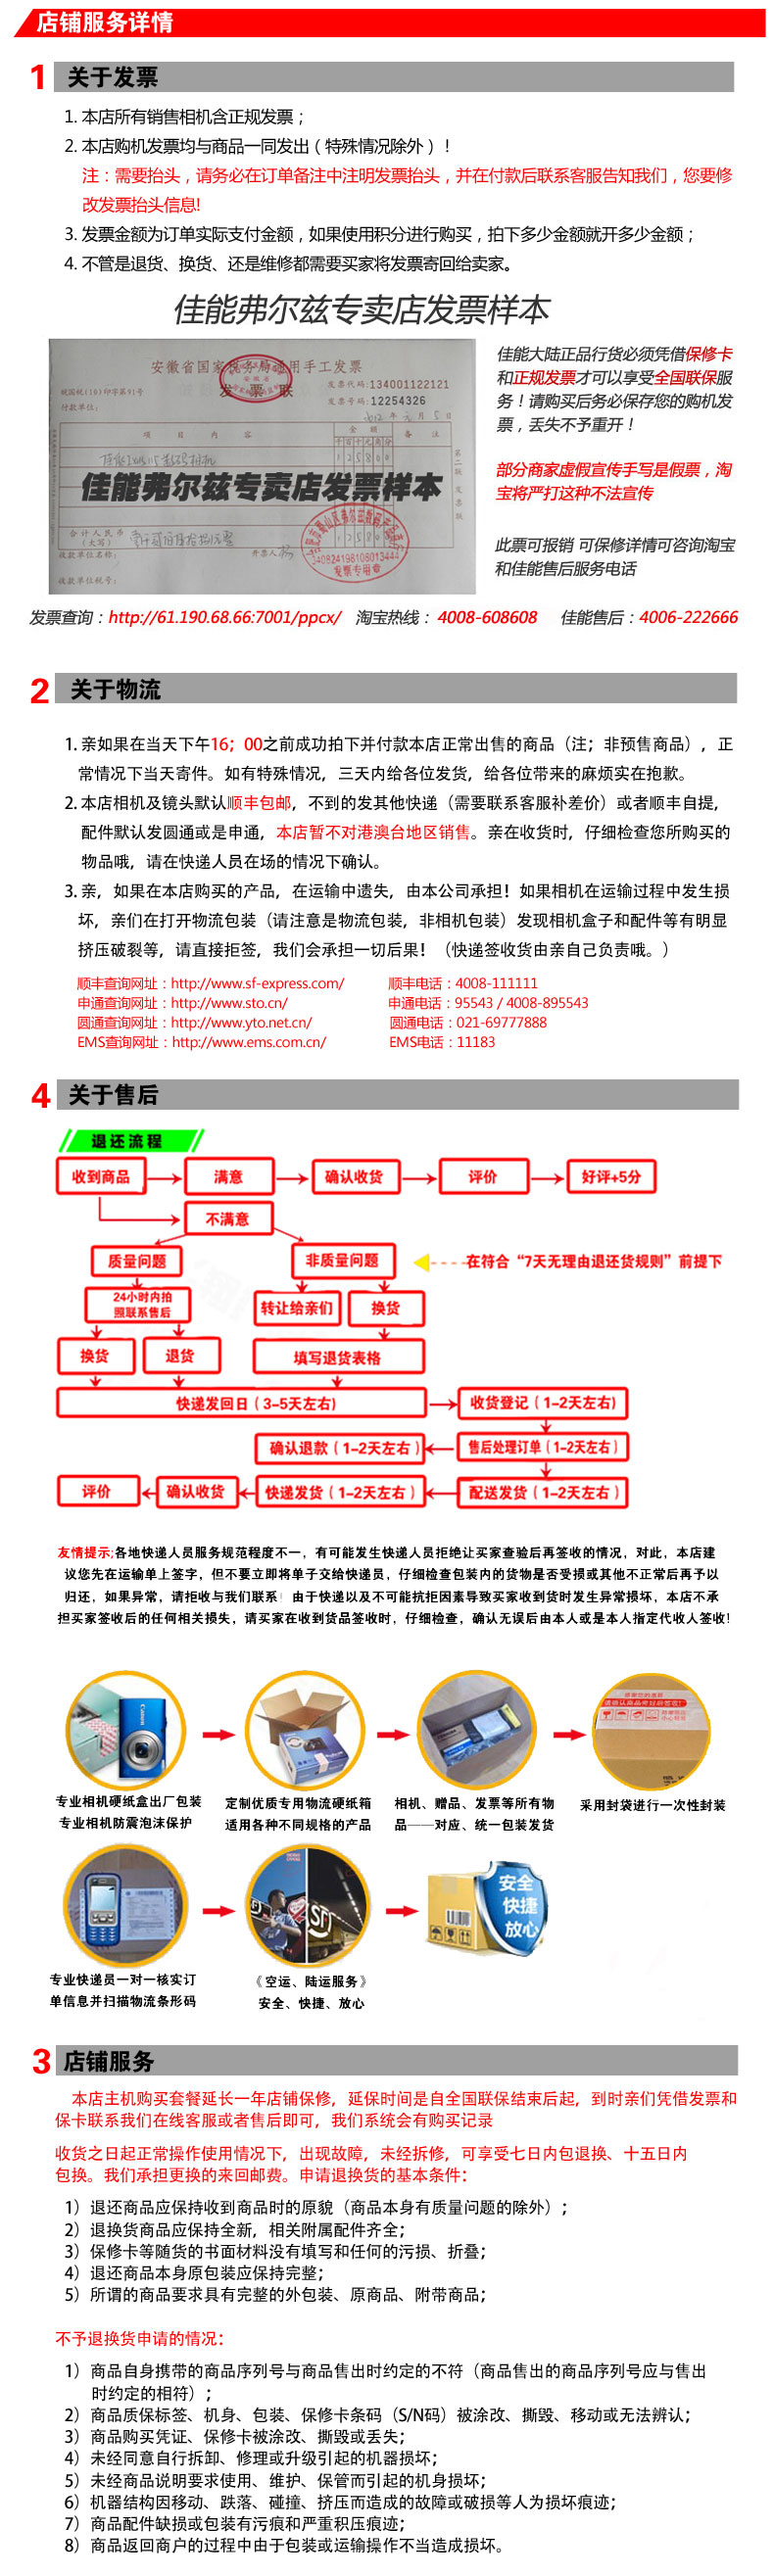 店铺服务详情
1 关于发票
1. 本店所有销售相机含正规发票；
2. 本店购机发票均与商品一同发出（特殊情况除外）！
注：需要抬头，请务必在订单备注中注明发票抬头，并在付款后联系客服告知我们，您要修
改发票抬头信息!
3. 发票金额为订单实际支付金额，如果使用积分进行购买，拍下多少金额就开多少金额；
4. 不管是退货、换货、还是维修都需要买家将发票寄回给卖家。
佳能弗尔兹专卖店发票样本
安徽省国家税务局通用手工发票
发 票 联
皖国税(10)印字第91号
发票代码:134001122121
发票号码:12254326
付款单位:
项 目 内 容
金 额
备 注
千百十元角分
佳能弗尔兹专卖店发票样本
合计人民币
(大写)
收款单位名称:
开票人:
收款单位税号:
340824198108013444
发票专用章
佳能大陆正品行货必须凭借保修卡
和正规发票才可以享受全国联保服
务！请购买后务必保存您的购机发
票，丢失不予重开！
部分商家虚假宣传手写是假票，淘
宝将严打这种不法宣传
此票可报销 可保修详情可咨询淘宝
和佳能售后服务电话
发票查询：http://61.190.68.66:7001/ppcx/ 淘宝热线： 4008-608608 佳能售后：4006-222666
2 关于物流
1. 亲如果在当天下午16；00之前成功拍下并付款本店正常出售的商品（注；非预售商品），正
常情况下当天寄件。如有特殊情况，三天内给各位发货，给各位带来的麻烦实在抱歉。
2. 本店相机及镜头默认顺丰包邮，不到的发其他快递（需要联系客服补差价）或者顺丰自提，
配件默认发圆通或是申通，本店暂不对港澳台地区销售。亲在收货时，仔细检查您所购买的
物品哦，请在快递人员在场的情况下确认。
3. 亲，如果在本店购买的产品，在运输中遗失，由本公司承担！如果相机在运输过程中发生损
坏，亲们在打开物流包装（请注意是物流包装，非相机包装）发现相机盒子和配件等有明显
挤压破裂等，请直接拒签，我们会承担一切后果！（快递签收货由亲自己负责哦。）
顺丰查询网址：http://www.sf-express.com/ 顺丰电话：4008-111111
申通查询网址：http://www.sto.cn/ 申通电话：95543 / 4008-895543
圆通查询网址：http://www.yto.net.cn/ 圆通电话：021-69777888
EMS查询网址：http://www.ems.com.cn/ EMS电话：11183
4 关于售后
退还流程
收到商品 满意 确认收货 评价 好评+5分
不满意
质量问题 非质量问题 在符合“7天无理由退还货规则”前提下
24小时内拍
照联系售后
转让给亲们 换货
换货 退货 填写退货表格
快递发回日（3-5天左右） 收货登记（1-2天左右）
确认退款（1-2天左右） 售后处理订单（1-2天左右）
评价 确认收货 快递发货（1-2天左右） 配送发货（1-2天左右）
友情提示;各地快递人员服务规范程度不一，有可能发生快递人员拒绝让买家查验后再签收的情况，对此，本店建
议您先在运输单上签字，但不要立即将单子交给快递员，仔细检查包装内的货物是否受损或其他不正常后再予以
归还，如果异常，请拒收与我们联系！由于快递以及不可能抗拒因素导致买家收到货时发生异常损坏，本店不承
担买家签收后的任何相关损失，请买家在收到货品签收时，仔细检查，确认无误后由本人或是本人指定代收人签收!
专业相机硬纸盒出厂包装
专业相机防震泡沫保护
定制优质专用物流硬纸箱
适用各种不同规格的产品
相机、赠品、发票等所有物
品——对应、统一包装发货
采用封袋进行一次性封装
专业快递员一对一核实订
单信息并扫描物流条形码
《空运、陆运服务》
安全、快捷、放心
安全
快捷
放心
3 店铺服务
本店主机购买套餐延长一年店铺保修，延保时间是自全国联保结束后起，到时亲们凭借发票和
保卡联系我们在线客服或者售后即可，我们系统会有购买记录
收货之日起正常操作使用情况下，出现故障，未经拆修，可享受七日内包退换、十五日内
包换。我们承担更换的来回邮费。申请退换货的基本条件：
1）退还商品应保持收到商品时的原貌（商品本身有质量问题的除外）；
2）退换货商品应保持全新，相关附属配件齐全；
3）保修卡等随货的书面材料没有填写和任何的污损、折叠；
4）退还商品本身原包装应保持完整；
5）所谓的商品要求具有完整的外包装、原商品、附带商品；
不予退换货申请的情况：
1）商品自身携带的商品序列号与商品售出时约定的不符（商品售出的商品序列号应与售出
时约定的相符）；
2）商品质保标签、机身、包装、保修卡条码（S/N码）被涂改、撕毁、移动或无法辨认；
3）商品购买凭证、保修卡被涂改、撕毁或丢失；
4）未经同意自行拆卸、修理或升级引起的机器损坏；
5）未经商品说明要求使用、维护、保管而引起的机身损坏；
6）机器结构因移动、跌落、碰撞、挤压而造成的故障或破损等人为损坏痕迹；
7）商品配件缺损或包装有污痕和严重积压痕迹；
8）商品返回商户的过程中由于包装或运输操作不当造成损坏。